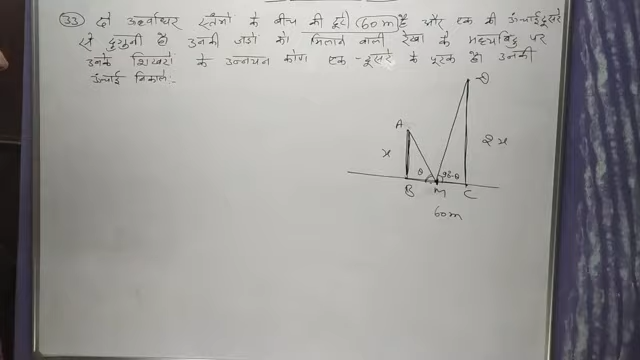 33) दो ऊर्ध्वाधर स्तंभो के बीच की दूरी 60 m है और एक की ऊंचाई दूसरे
से दुगुनी है। उनकी जडो को मिलाने वाली रेखा के मध्यबिंदु पर
उनके शिखरों के उन्नयन कोण एक-दूसरे के पूरक है। उनकी
ऊंचाई निकाले:-
D
A
x
2x
θ
90-θ
B
M
C
60m